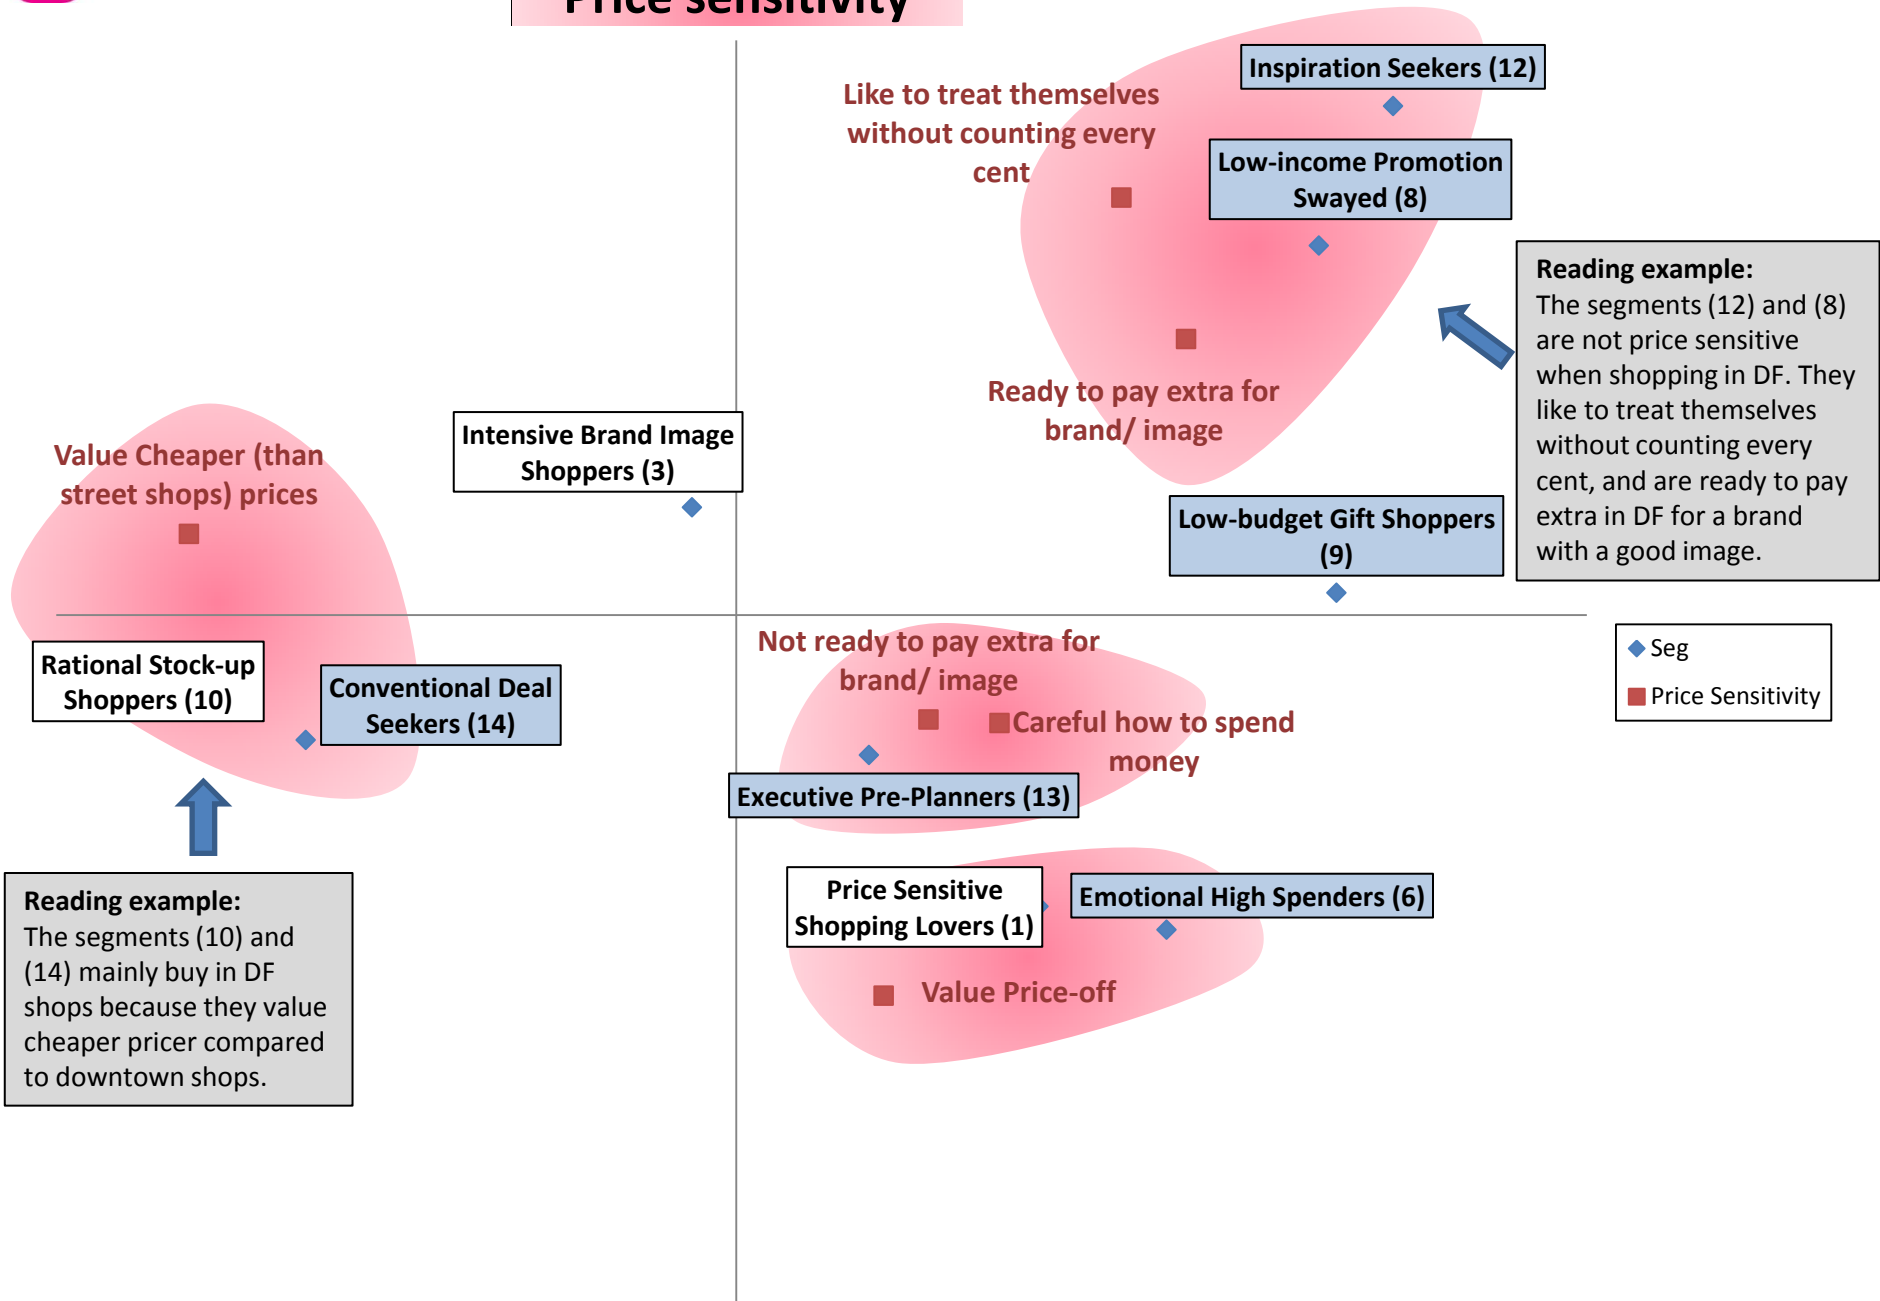 Price sensitivity
Inspiration Seekers (12)
Like to treat themselves
without counting every
cent
Low-income Promotion
Swayed (8)
Reading example:
The segments (12) and (8)
are not price sensitive
when shopping in DF. They
like to treat themselves
without counting every
cent, and are ready to pay
extra in DF for a brand
with a good image.
Ready to pay extra for
brand/ image
Intensive Brand Image
Shoppers (3)
Value Cheaper (than
street shops) prices
Low-budget Gift Shoppers
(9)
Not ready to pay extra for
brand/ image
Seg
Price Sensitivity
Rational Stock-up
Shoppers (10)
Conventional Deal
Seekers (14)
Careful how to spend
money
Executive Pre-Planners (13)
Price Sensitive
Shopping Lovers (1)
Emotional High Spenders (6)
Value Price-off
Reading example:
The segments (10) and
(14) mainly buy in DF
shops because they value
cheaper pricer compared
to downtown shops.